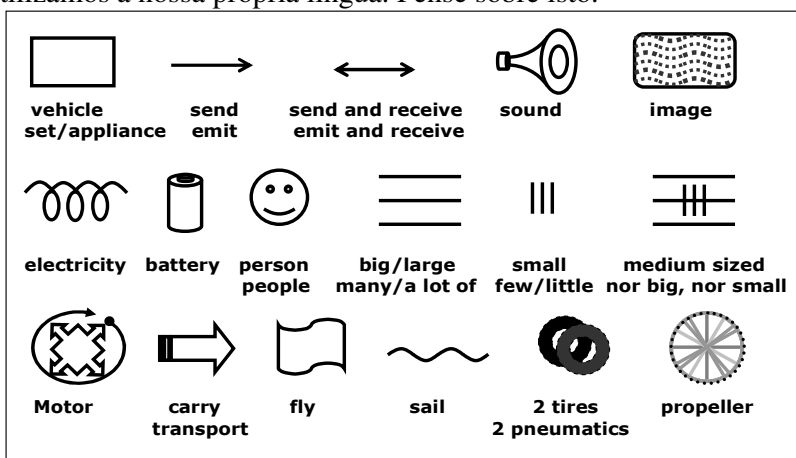 utilizamos a nossa própria língua. Pense sobre isto.
vehicle send send and receive sound image
set/appliance emit emit and receive
electricity battery person big/large small medium sized
people many/a lot of few/little nor big, nor small
Motor carry fly sail 2 tires propeller
transport 2 pneumatics